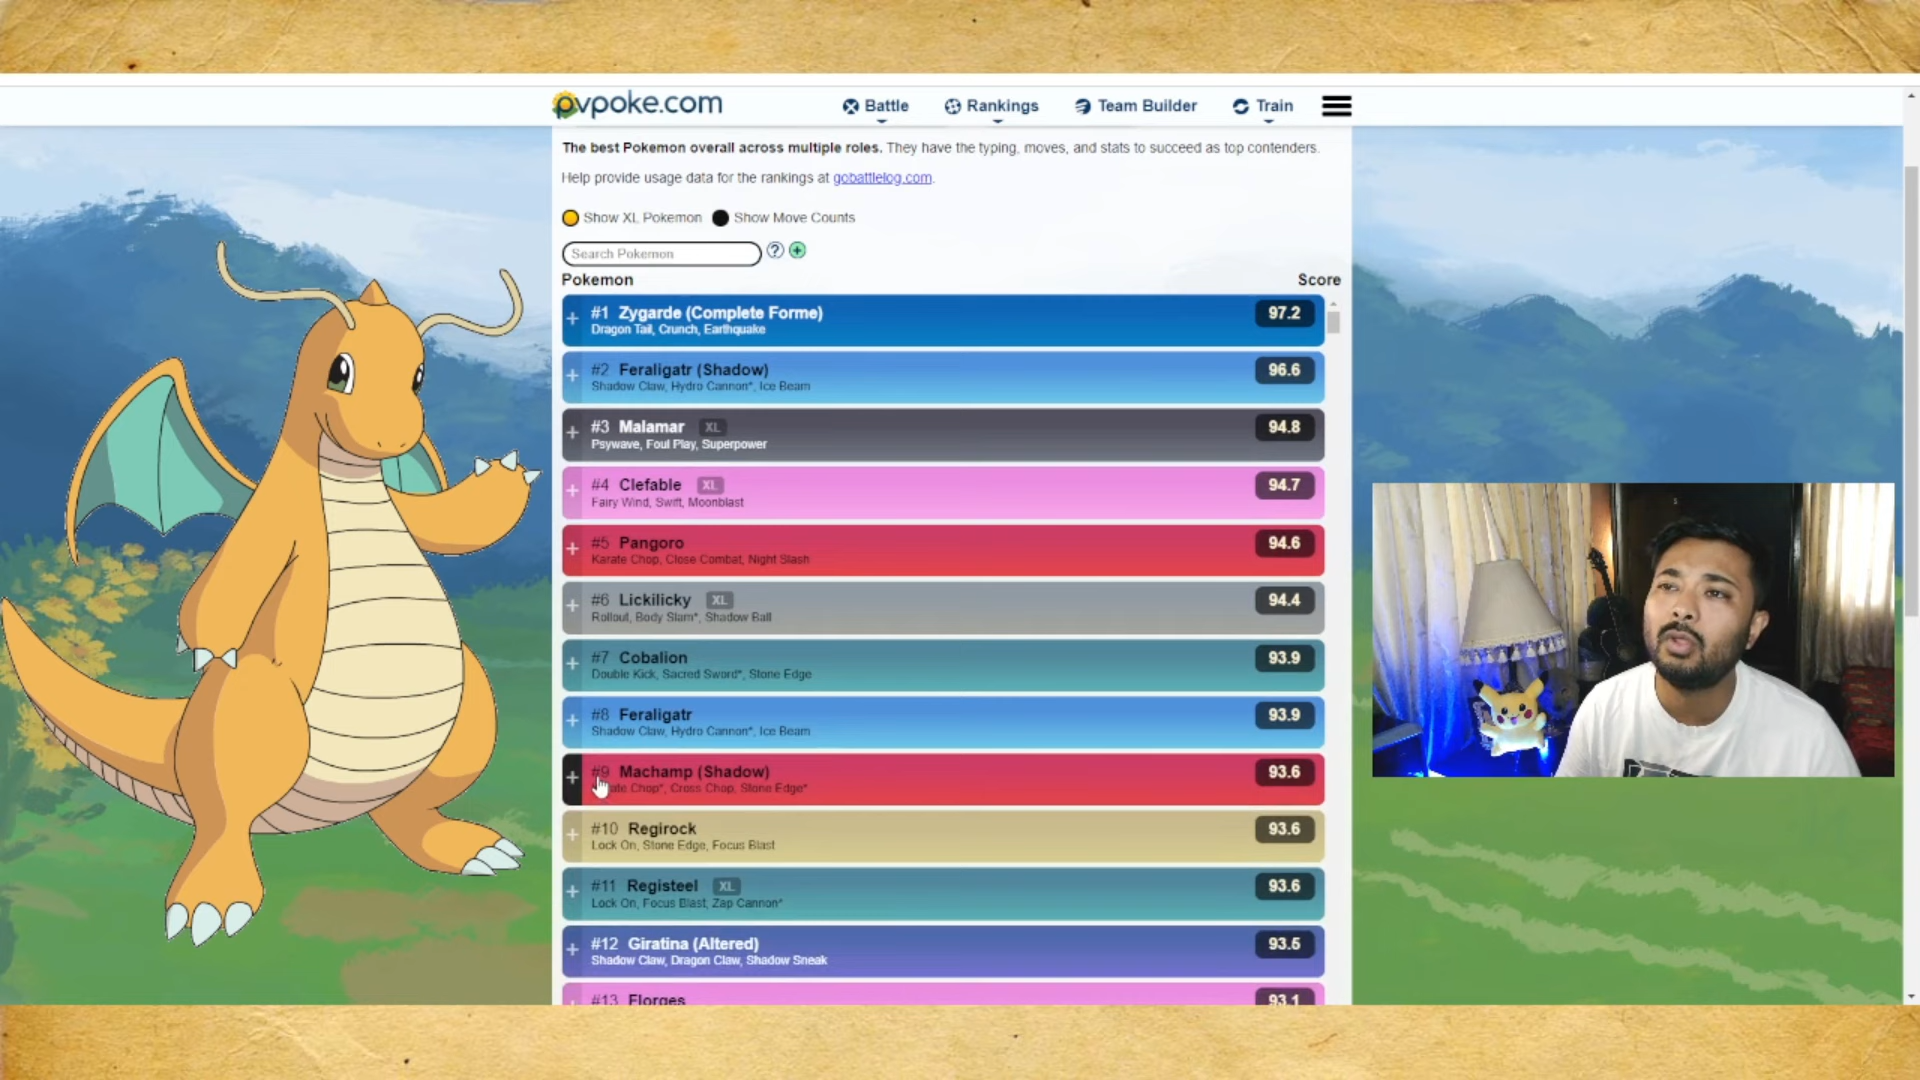 pvpoke.com
Battle Rankings Team Builder Train
The best Pokemon overall across multiple roles. They have the typing, moves, and stats to succeed as top contenders.
Help provide usage data for the rankings at gobattlelog.com.
Show XL Pokemon Show Move Counts
Search Pokemon ? +
Pokemon Score
+ #1 Zygarde (Complete Forme) 97.2
Dragon Tail, Crunch, Earthquake
+ #2 Feraligatr (Shadow) 96.6
Shadow Claw, Hydro Cannon*, Ice Beam
+ #3 Malamar XL 94.8
Psywave, Foul Play, Superpower
+ #4 Clefable XL 94.7
Fairy Wind, Swift, Moonblast
+ #5 Pangoro 94.6
Karate Chop, Close Combat, Night Slash
+ #6 Lickilicky XL 94.4
Rollout, Body Slam*, Shadow Ball
+ #7 Cobalion 93.9
Double Kick, Sacred Sword*, Stone Edge
+ #8 Feraligatr 93.9
Shadow Claw, Hydro Cannon*, Ice Beam
+ #9 Machamp (Shadow) 93.6
Chop*, Cross Chop, Stone Edge*
+ #10 Regirock 93.6
Lock On, Stone Edge, Focus Blast
+ #11 Registeel XL 93.6
Lock On, Focus Blast, Zap Cannon*
+ #12 Giratina (Altered) 93.5
Shadow Claw, Dragon Claw, Shadow Sneak
#13 Florges 93.1